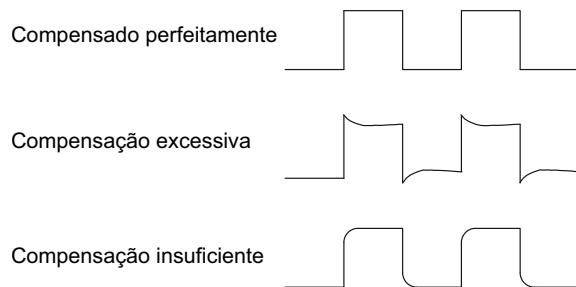 Compensado perfeitamente
Compensação excessiva
Compensação insuficiente